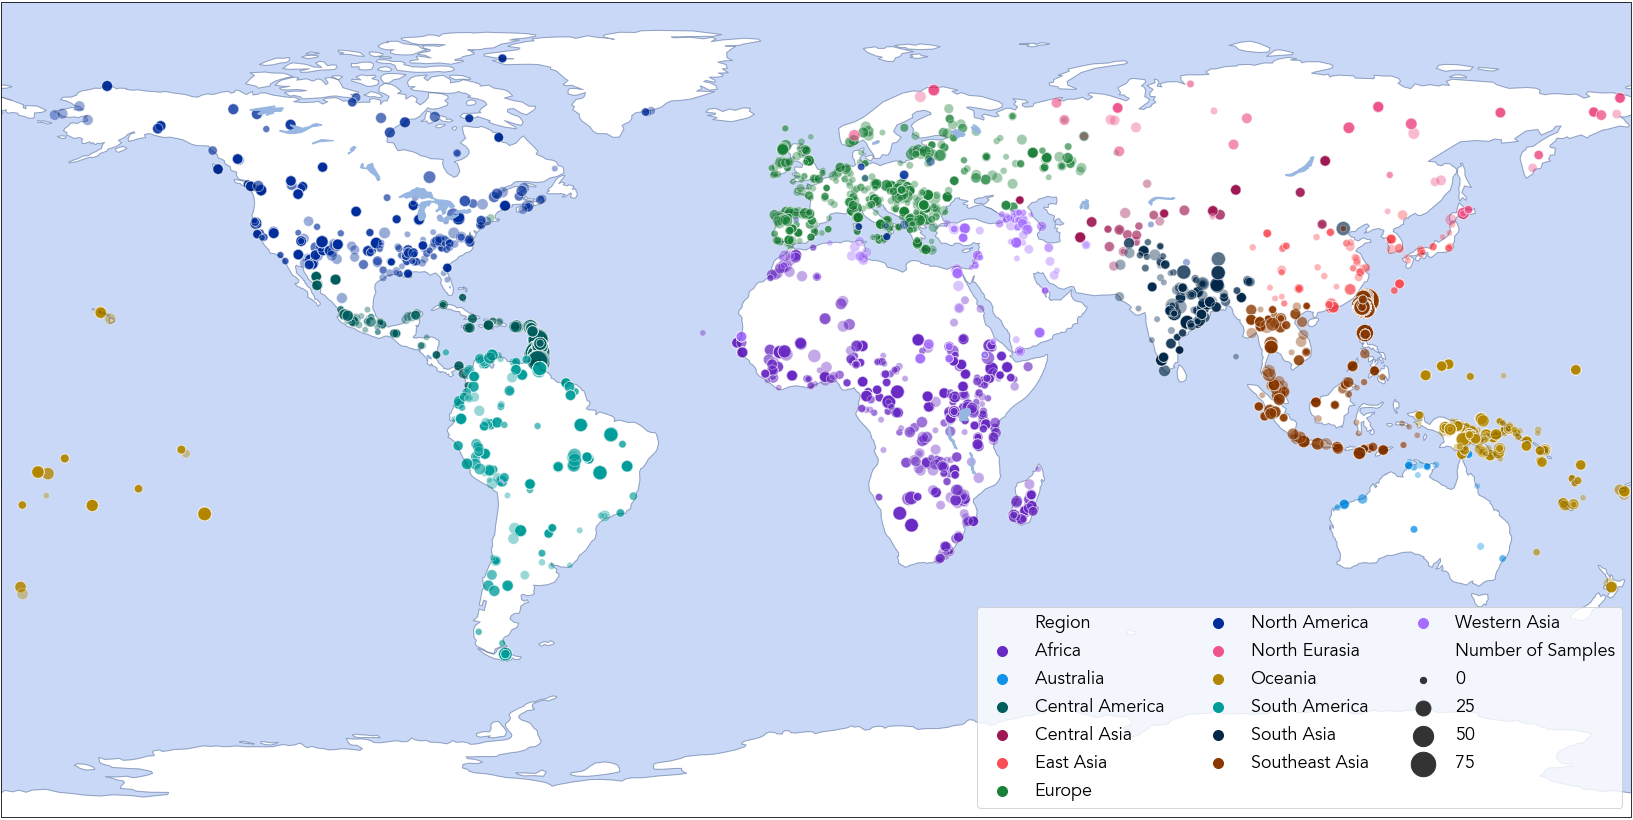 Region
Africa
Australia
Central America
Central Asia
East Asia
Europe
North America
North Eurasia
Oceania
South America
South Asia
Southeast Asia
Western Asia
Number of Samples
0
25
50
75